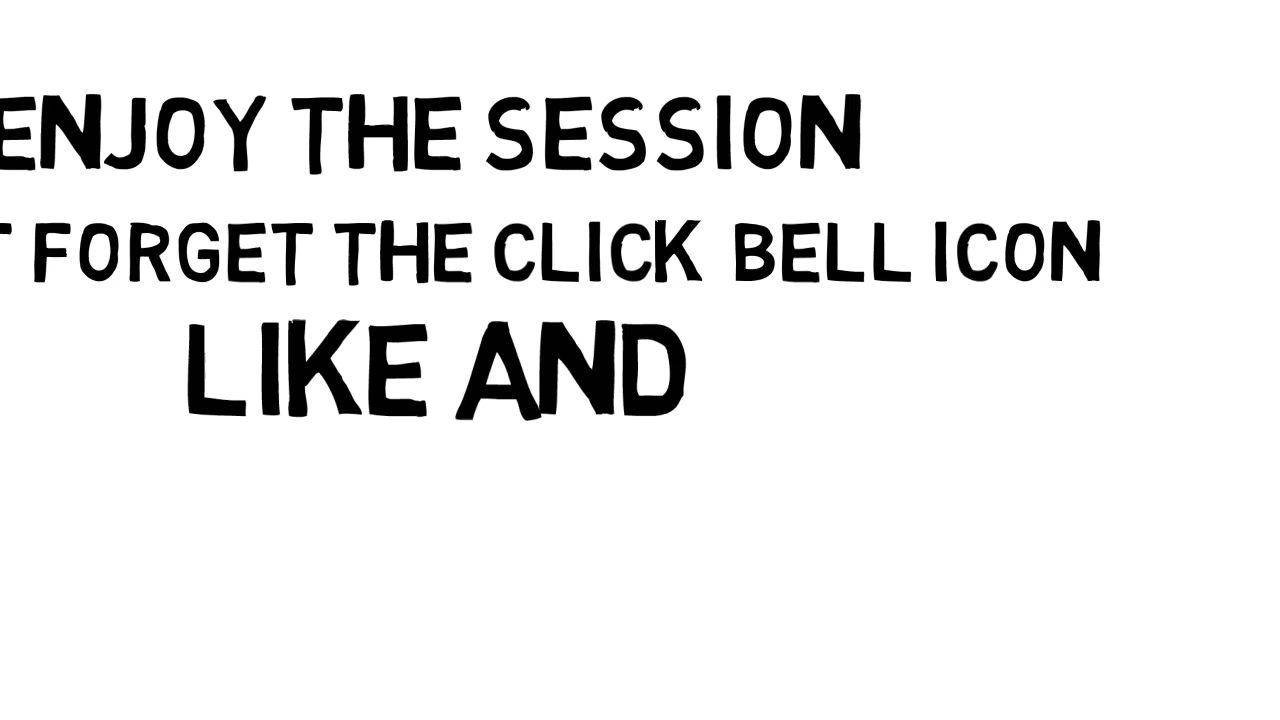 ENJOY THE SESSION
T FORGET THE CLICK BELL ICON
LIKE AND